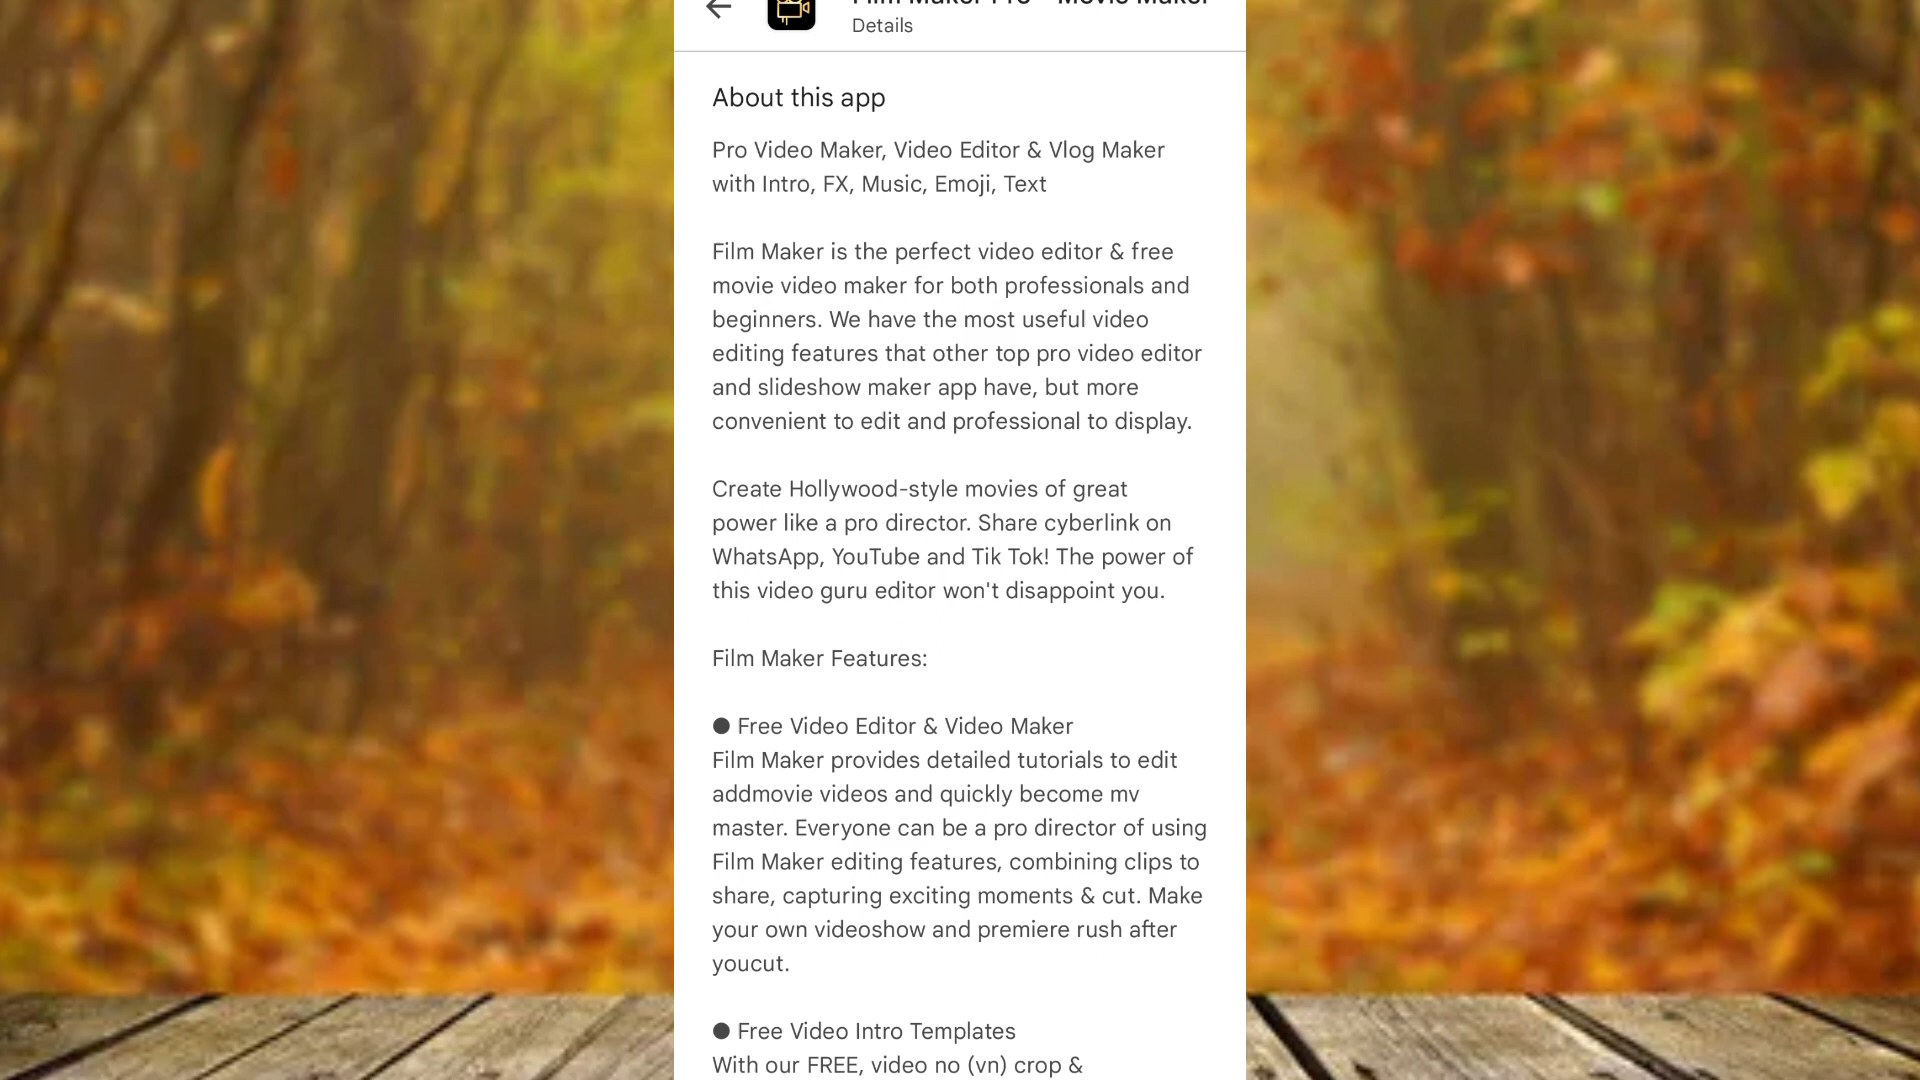 Film Maker Pro - Movie Maker
Details
About this app
Pro Video Maker, Video Editor & Vlog Maker
with Intro, FX, Music, Emoji, Text
Film Maker is the perfect video editor & free
movie video maker for both professionals and
beginners. We have the most useful video
editing features that other top pro video editor
and slideshow maker app have, but more
convenient to edit and professional to display.
Create Hollywood-style movies of great
power like a pro director. Share cyberlink on
WhatsApp, YouTube and Tik Tok! The power of
this video guru editor won't disappoint you.
Film Maker Features:
● Free Video Editor & Video Maker
Film Maker provides detailed tutorials to edit
addmovie videos and quickly become mv
master. Everyone can be a pro director of using
Film Maker editing features, combining clips to
share, capturing exciting moments & cut. Make
your own videoshow and premiere rush after
youcut.
● Free Video Intro Templates
With our FREE, video no (vn) crop &